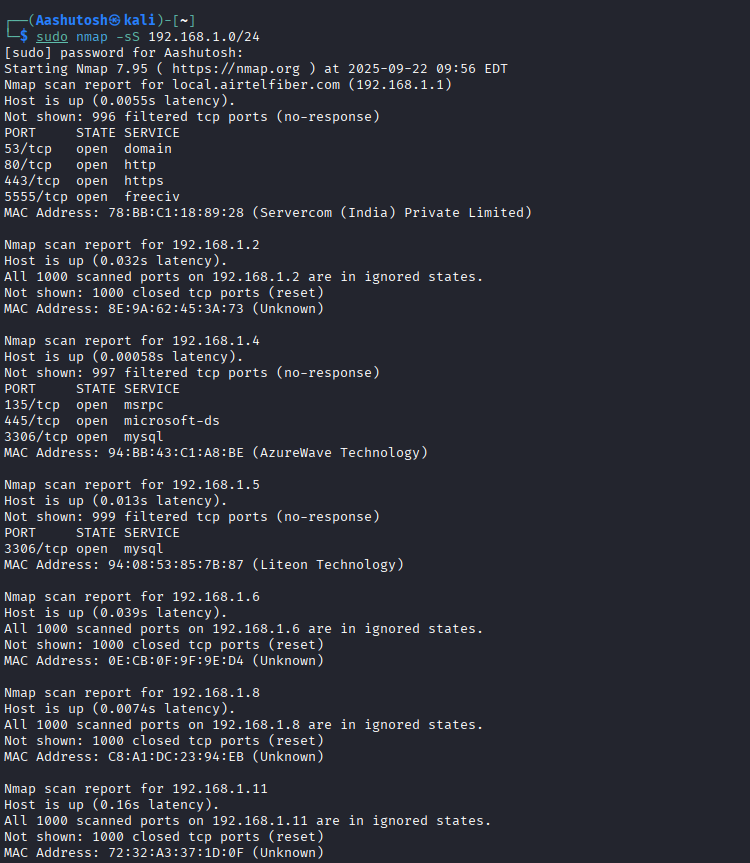 ┌──(Aashutosh㉿kali)-[~]
└─$ sudo nmap -sS 192.168.1.0/24
[sudo] password for Aashutosh:
Starting Nmap 7.95 ( https://nmap.org ) at 2025-09-22 09:56 EDT
Nmap scan report for local.airtelfiber.com (192.168.1.1)
Host is up (0.0055s latency).
Not shown: 996 filtered tcp ports (no-response)
PORT     STATE SERVICE
53/tcp   open  domain
80/tcp   open  http
443/tcp  open  https
5555/tcp open  freeciv
MAC Address: 78:BB:C1:18:89:28 (Servercom (India) Private Limited)

Nmap scan report for 192.168.1.2
Host is up (0.032s latency).
All 1000 scanned ports on 192.168.1.2 are in ignored states.
Not shown: 1000 closed tcp ports (reset)
MAC Address: 8E:9A:62:45:3A:73 (Unknown)

Nmap scan report for 192.168.1.4
Host is up (0.00058s latency).
Not shown: 997 filtered tcp ports (no-response)
PORT     STATE SERVICE
135/tcp  open  msrpc
445/tcp  open  microsoft-ds
3306/tcp open  mysql
MAC Address: 94:BB:43:C1:A8:BE (AzureWave Technology)

Nmap scan report for 192.168.1.5
Host is up (0.013s latency).
Not shown: 999 filtered tcp ports (no-response)
PORT     STATE SERVICE
3306/tcp open  mysql
MAC Address: 94:08:53:85:7B:87 (Liteon Technology)

Nmap scan report for 192.168.1.6
Host is up (0.039s latency).
All 1000 scanned ports on 192.168.1.6 are in ignored states.
Not shown: 1000 closed tcp ports (reset)
MAC Address: 0E:CB:0F:9F:9E:D4 (Unknown)

Nmap scan report for 192.168.1.8
Host is up (0.0074s latency).
All 1000 scanned ports on 192.168.1.8 are in ignored states.
Not shown: 1000 closed tcp ports (reset)
MAC Address: C8:A1:DC:23:94:EB (Unknown)

Nmap scan report for 192.168.1.11
Host is up (0.16s latency).
All 1000 scanned ports on 192.168.1.11 are in ignored states.
Not shown: 1000 closed tcp ports (reset)
MAC Address: 72:32:A3:37:1D:0F (Unknown)